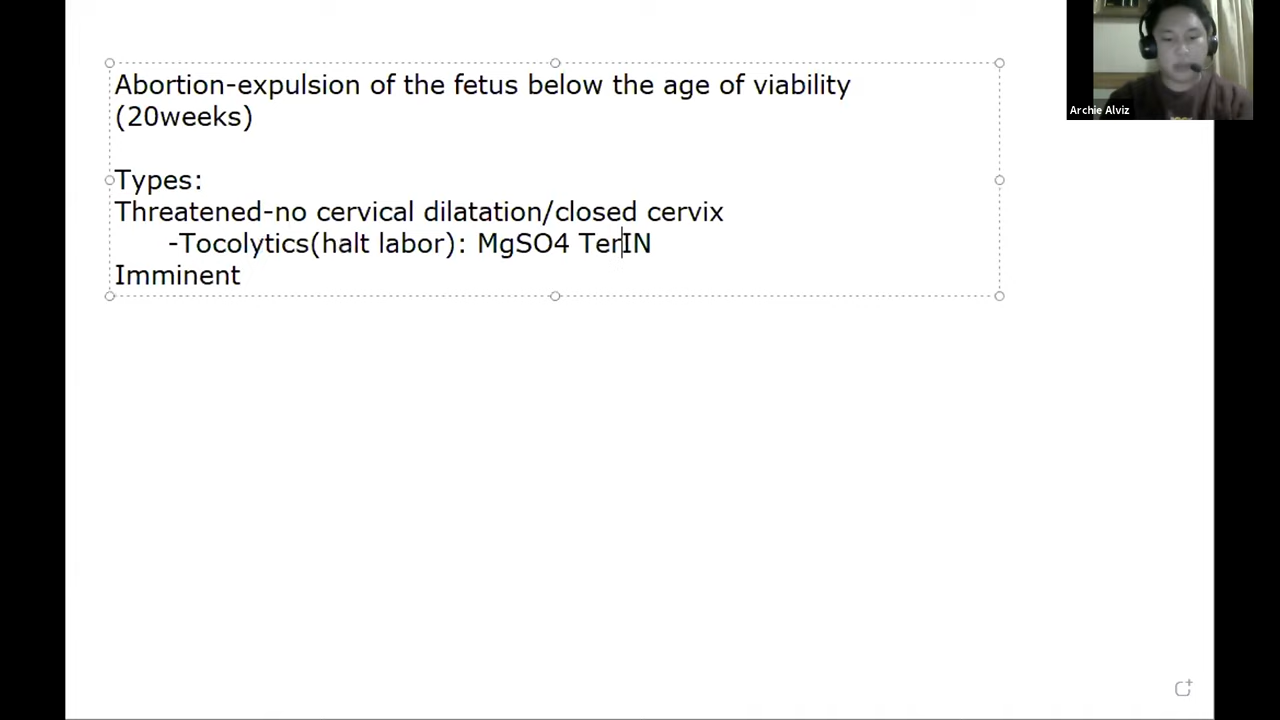 Abortion-expulsion of the fetus below the age of viability
(20weeks)
Types:
Threatened-no cervical dilatation/closed cervix
-Tocolytics(halt labor): MgSO4 TerIN
Imminent
Archie Alviz